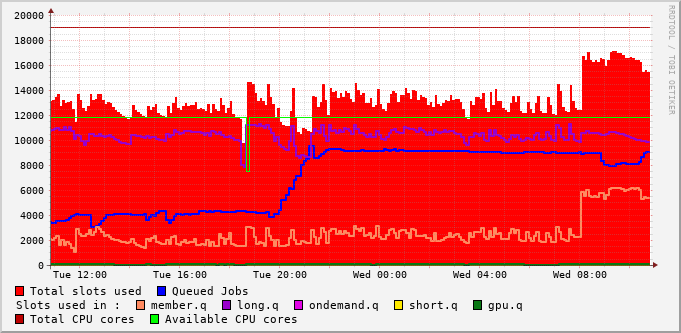 20000
18000
16000
14000
12000
10000
8000
6000
4000
2000
0
Tue 12:00 Tue 16:00 Tue 20:00 Wed 00:00 Wed 04:00 Wed 08:00
RRDTOOL / TOBI OETIKER
Total slots used Queued Jobs
Slots used in : member.q long.q ondemand.q short.q gpu.q
Total CPU cores Available CPU cores